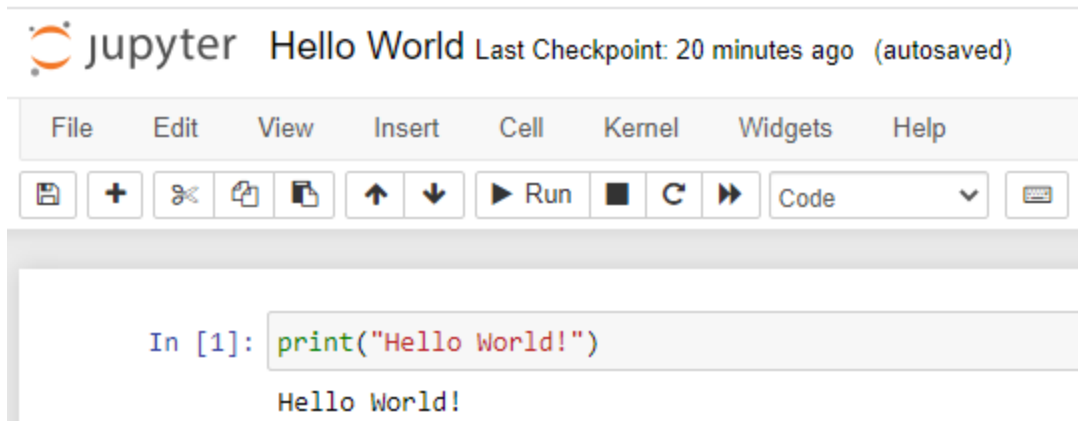 jupyter Hello World Last Checkpoint: 20 minutes ago (autosaved)
File Edit View Insert Cell Kernel Widgets Help
Run Code
In [1]: print("Hello World!")
Hello World!